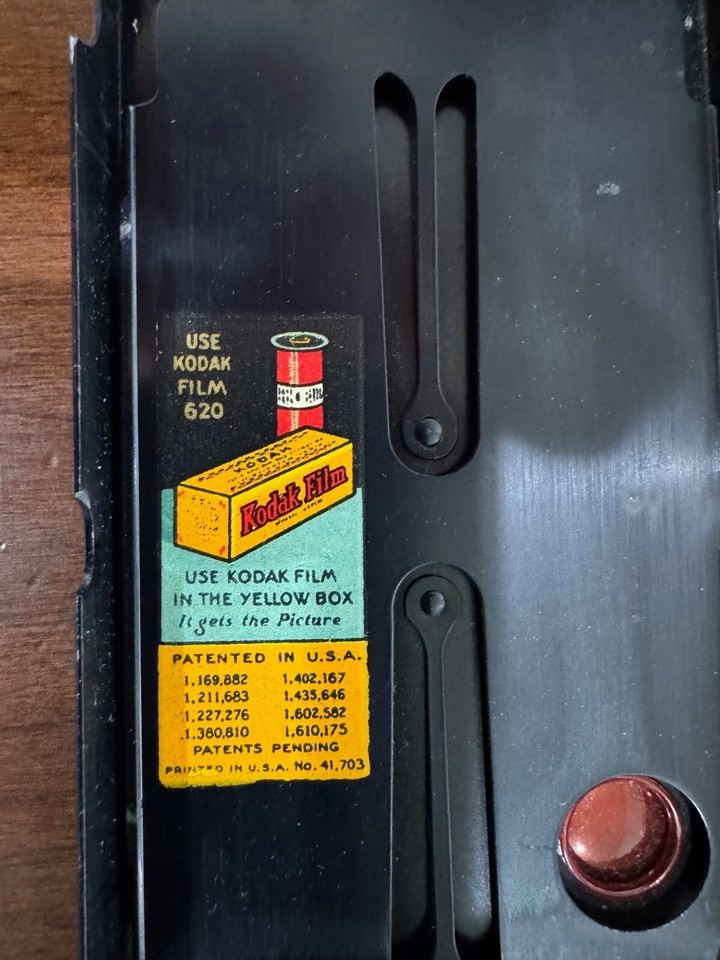 USE
KODAK
FILM
620
KODAK
Kodak Film
USE KODAK FILM
IN THE YELLOW BOX
It gets the Picture
PATENTED IN U.S.A.
1,169,882 1,402,167
1,211,683 1,435,646
1,227,276 1,602,582
1,380,810 1,610,175
PATENTS PENDING
PRINTED IN U.S.A. No. 41,703